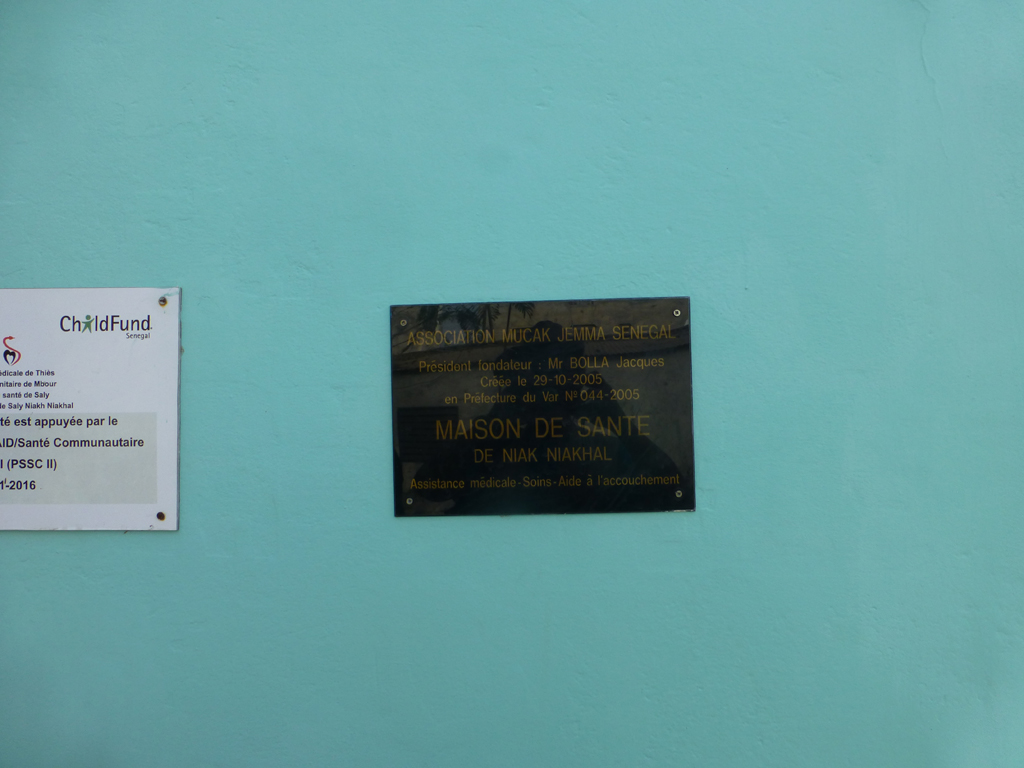 ChildFund
Senegal
édicale de Thiès
nitaire de Mbour
santé de Saly
de Saly Niakh Niakhal
té est appuyée par le
AID/Santé Communautaire
I (PSSC II)
-2016
ASSOCIATION MUCAK JEMMA SENEGAL
Président fondateur : Mr BOLLA Jacques
Créée le 29-10-2005
en Préfecture du Var N° 044-2005
MAISON DE SANTE
DE NIAK NIAKHAL
Assistance médicale-Soins-Aide à l'accouchement